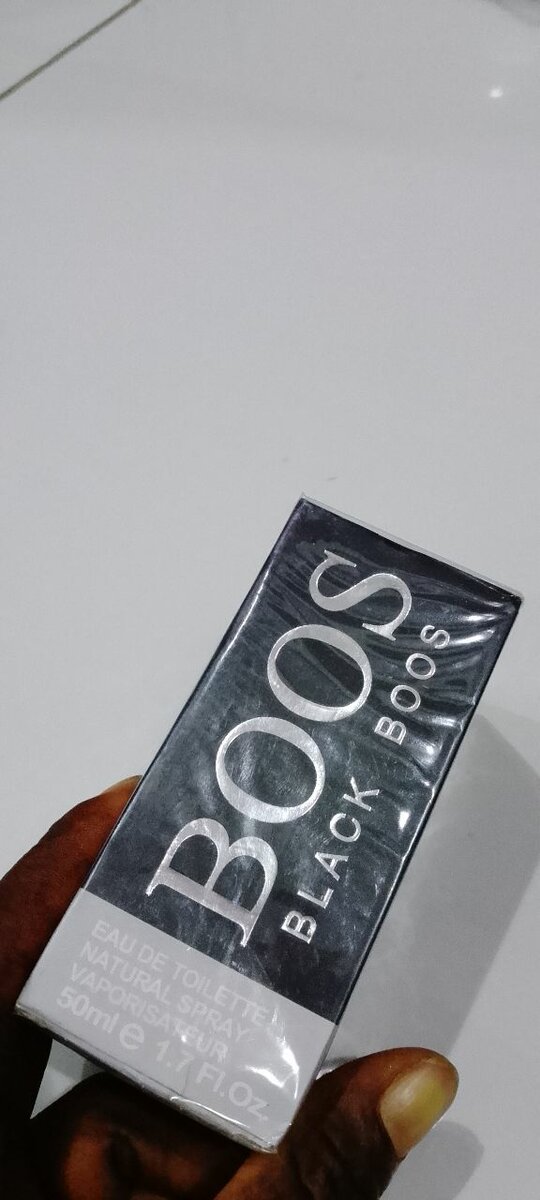 BOOS
BLACK BOOS
EAU DE TOILETTE
NATURAL SPRAY
VAPORISATEUR
50ml e 1.7 Fl.Oz.